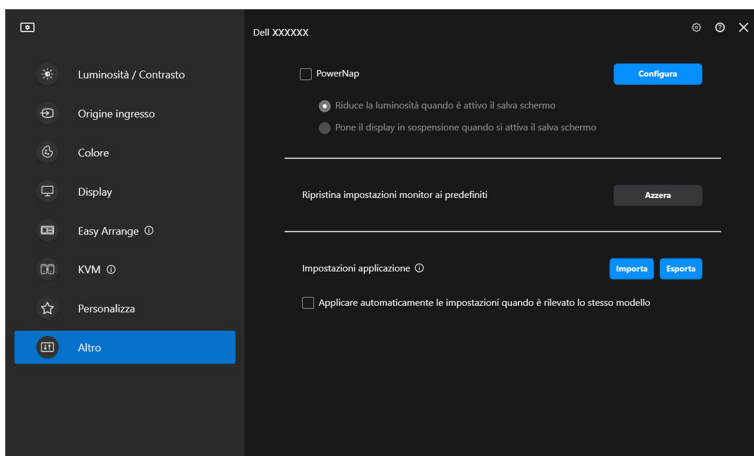 Dell XXXXXX
Luminosità / Contrasto
Origine ingresso
Colore
Display
Easy Arrange
KVM
Personalizza
Altro
PowerNap
Configura
Riduce la luminosità quando è attivo il salva schermo
Pone il display in sospensione quando si attiva il salva schermo
Ripristina impostazioni monitor ai predefiniti
Azzera
Impostazioni applicazione
Importa
Esporta
Applicare automaticamente le impostazioni quando è rilevato lo stesso modello